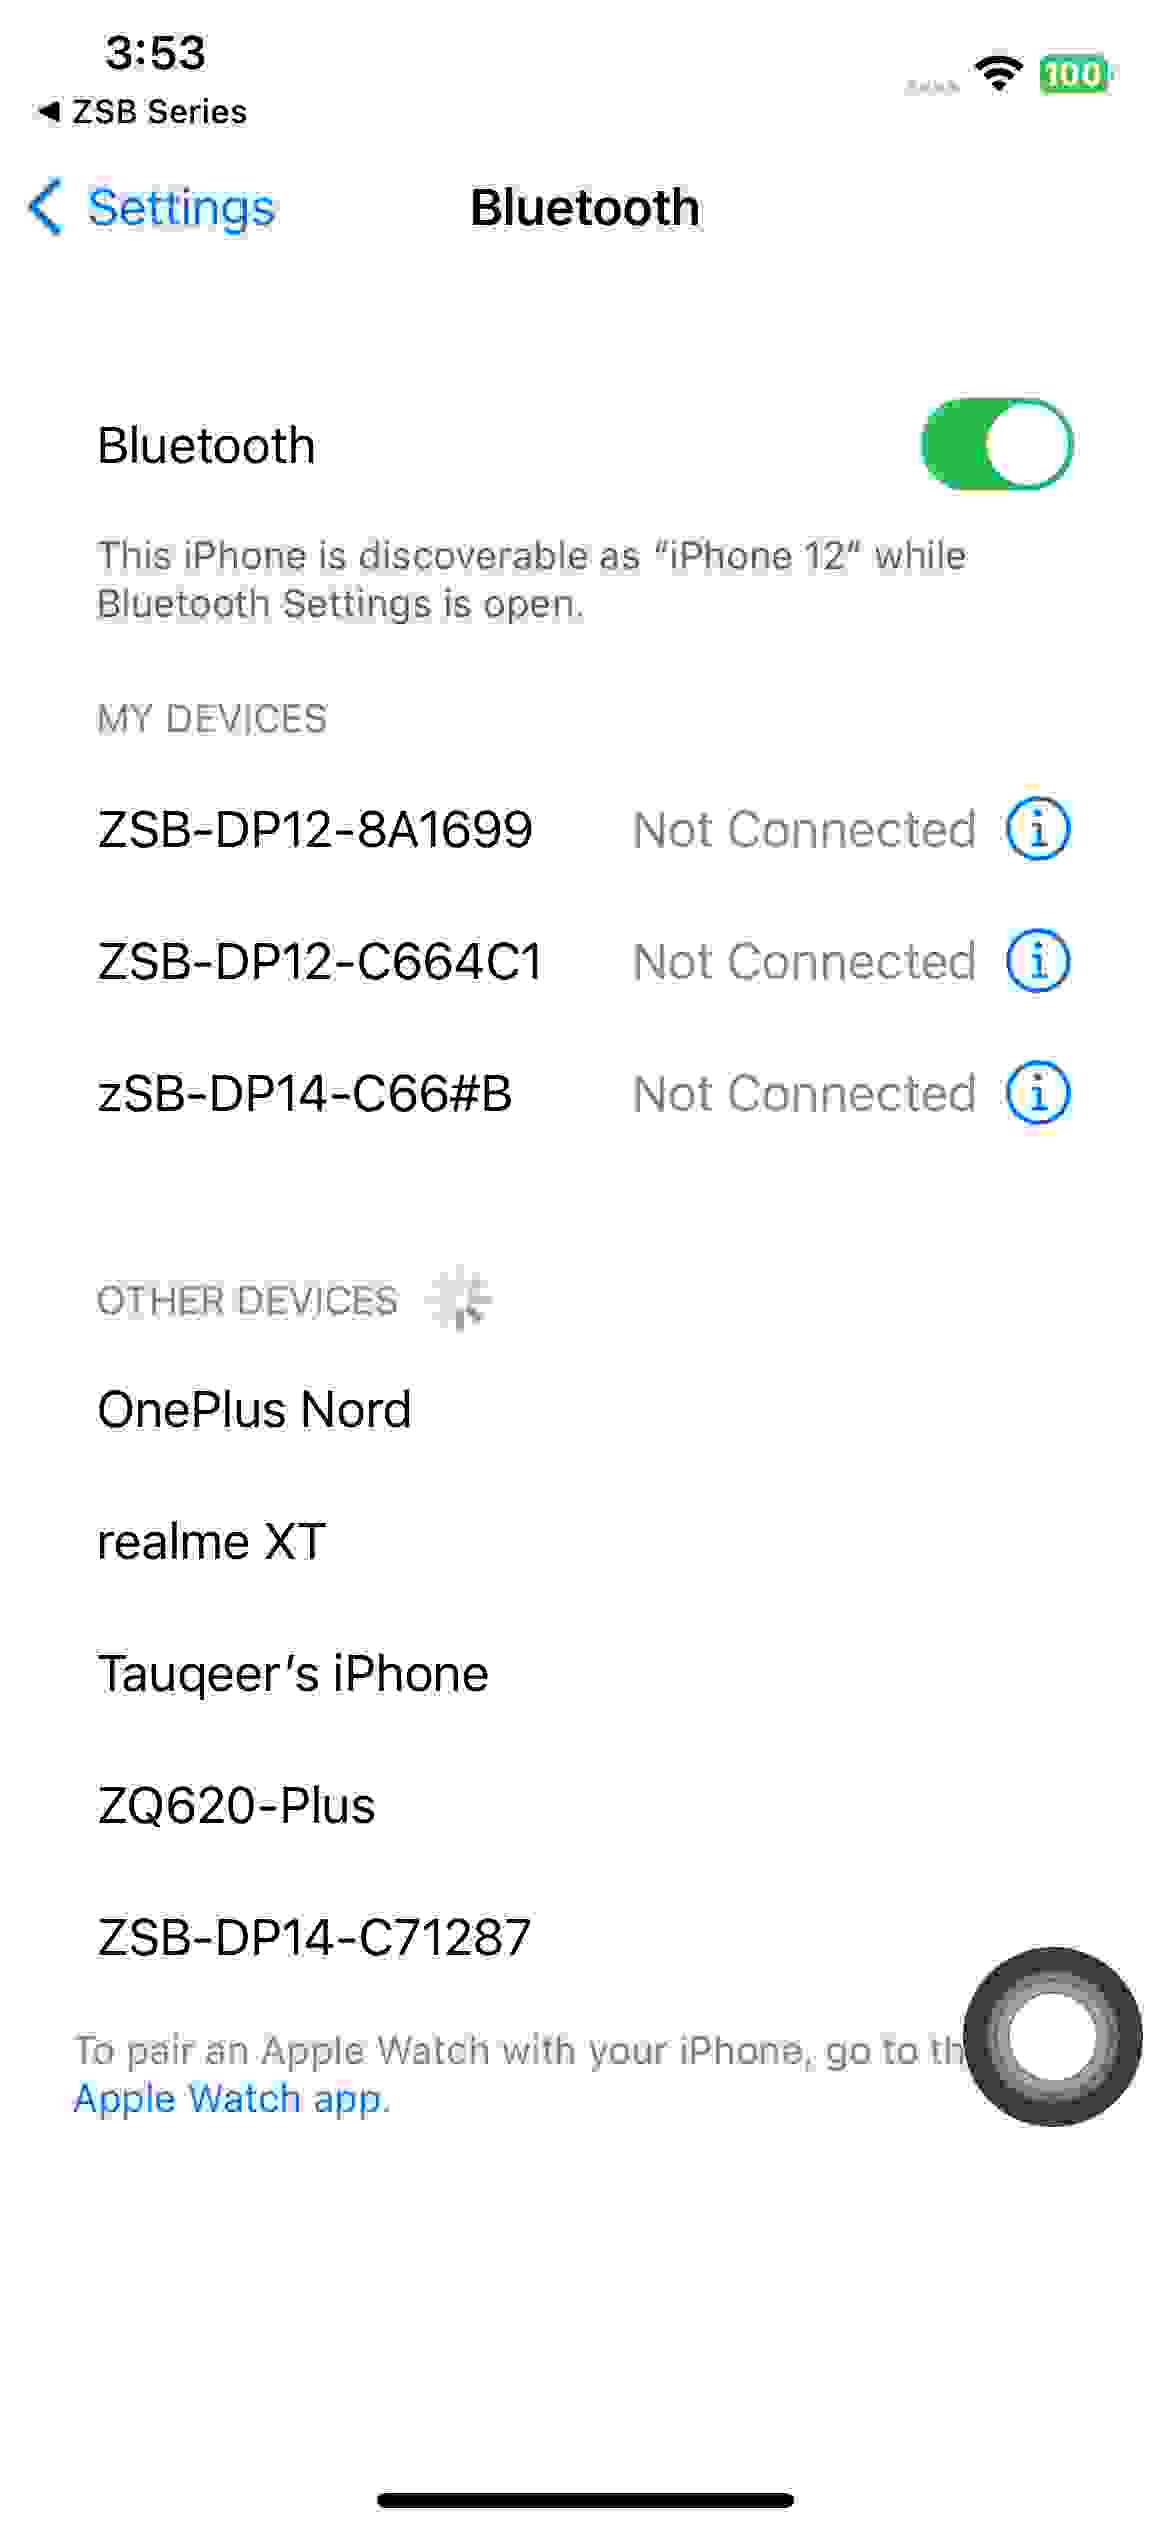 3:53
100
◀ ZSB Series
Settings
Bluetooth
Bluetooth
This iPhone is discoverable as “iPhone 12” while
Bluetooth Settings is open.
MY DEVICES
ZSB-DP12-8A1699 Not Connected
ZSB-DP12-C664C1 Not Connected
zSB-DP14-C66#B Not Connected
OTHER DEVICES
OnePlus Nord
realme XT
Tauqeer’s iPhone
ZQ620-Plus
ZSB-DP14-C71287
To pair an Apple Watch with your iPhone, go to
Apple Watch app.